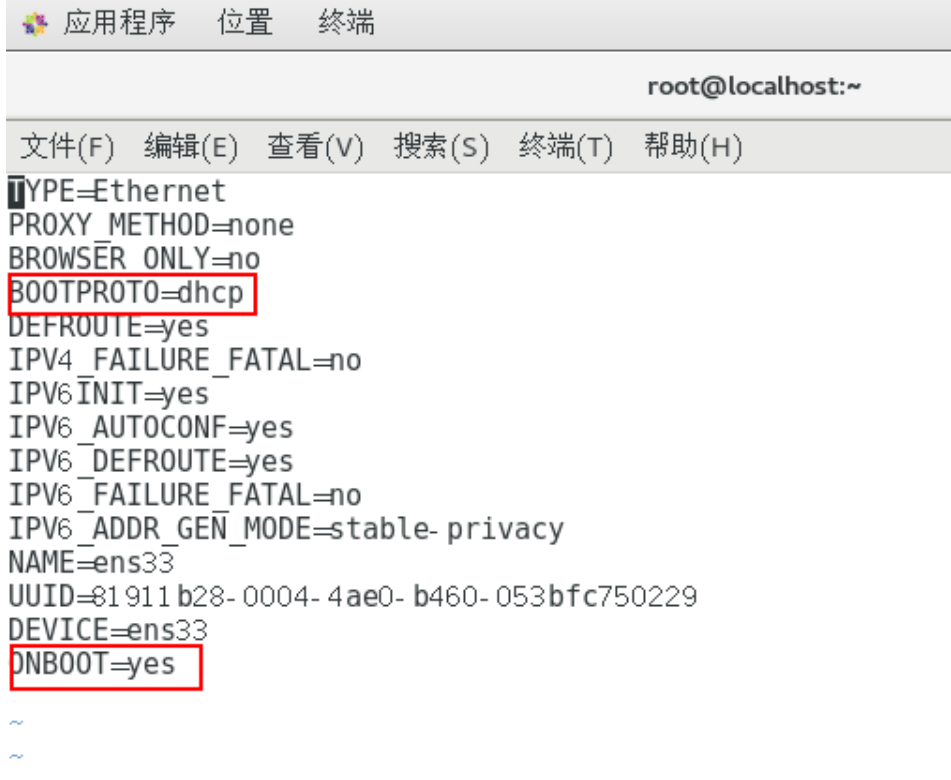 应用程序 位置 终端
root@localhost:~
文件(F) 编辑(E) 查看(V) 搜索(S) 终端(T) 帮助(H)
TYPE=Ethernet
PROXY_METHOD=none
BROWSER_ONLY=no
BOOTPROTO=dhcp
DEFROUTE=yes
IPV4_FAILURE_FATAL=no
IPV6INIT=yes
IPV6_AUTOCONF=yes
IPV6_DEFROUTE=yes
IPV6_FAILURE_FATAL=no
IPV6_ADDR_GEN_MODE=stable-privacy
NAME=ens33
UUID=81911b28-0004-4ae0-b460-053bfc750229
DEVICE=ens33
ONBOOT=yes
~
~